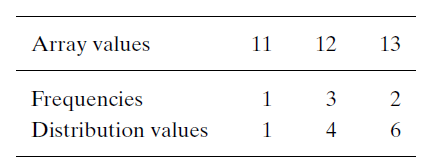 Array values 11 12 13
Frequencies 1 3 2
Distribution values 1 4 6